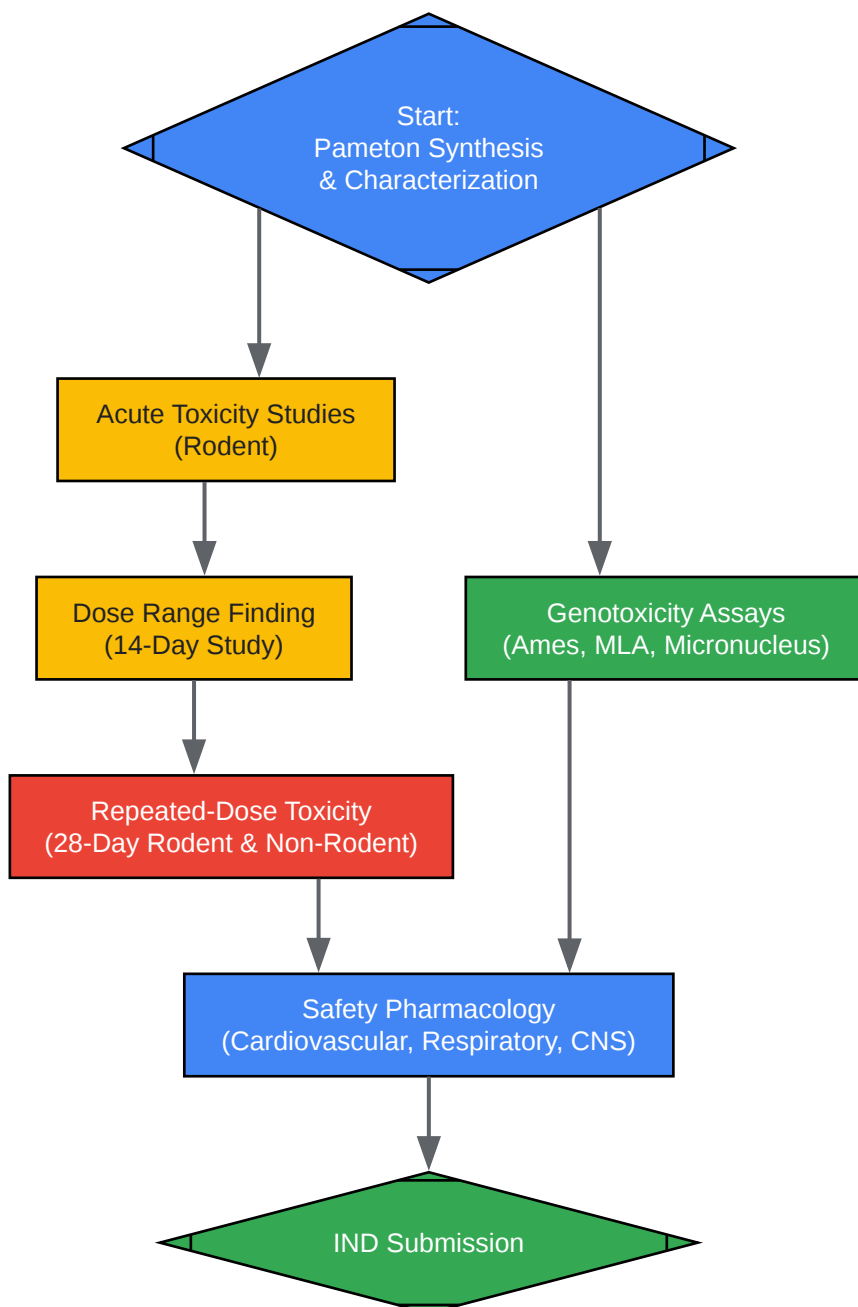 Start:
Pameton Synthesis
& Characterization
Acute Toxicity Studies
(Rodent)
Dose Range Finding
(14-Day Study)
Genotoxicity Assays
(Ames, MLA, Micronucleus)
Repeated-Dose Toxicity
(28-Day Rodent & Non-Rodent)
Safety Pharmacology
(Cardiovascular, Respiratory, CNS)
IND Submission